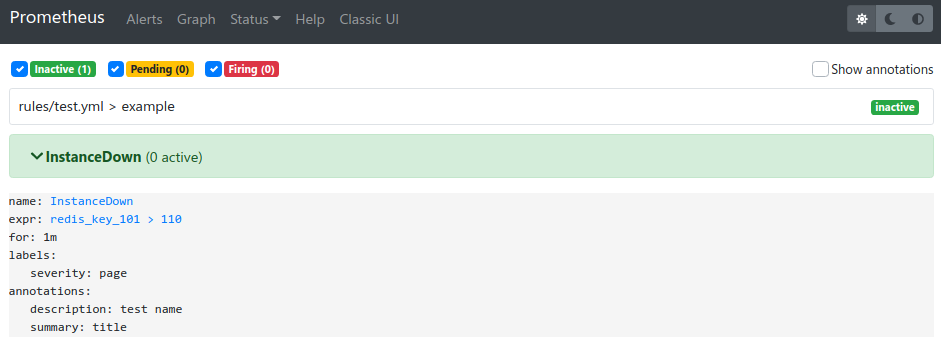 Prometheus Alerts Graph Status Help Classic UI
Inactive (1) Pending (0) Firing (0) Show annotations
rules/test.yml > example inactive
InstanceDown (0 active)
name: InstanceDown
expr: redis_key_101 > 110
for: 1m
labels:
severity: page
annotations:
description: test name
summary: title